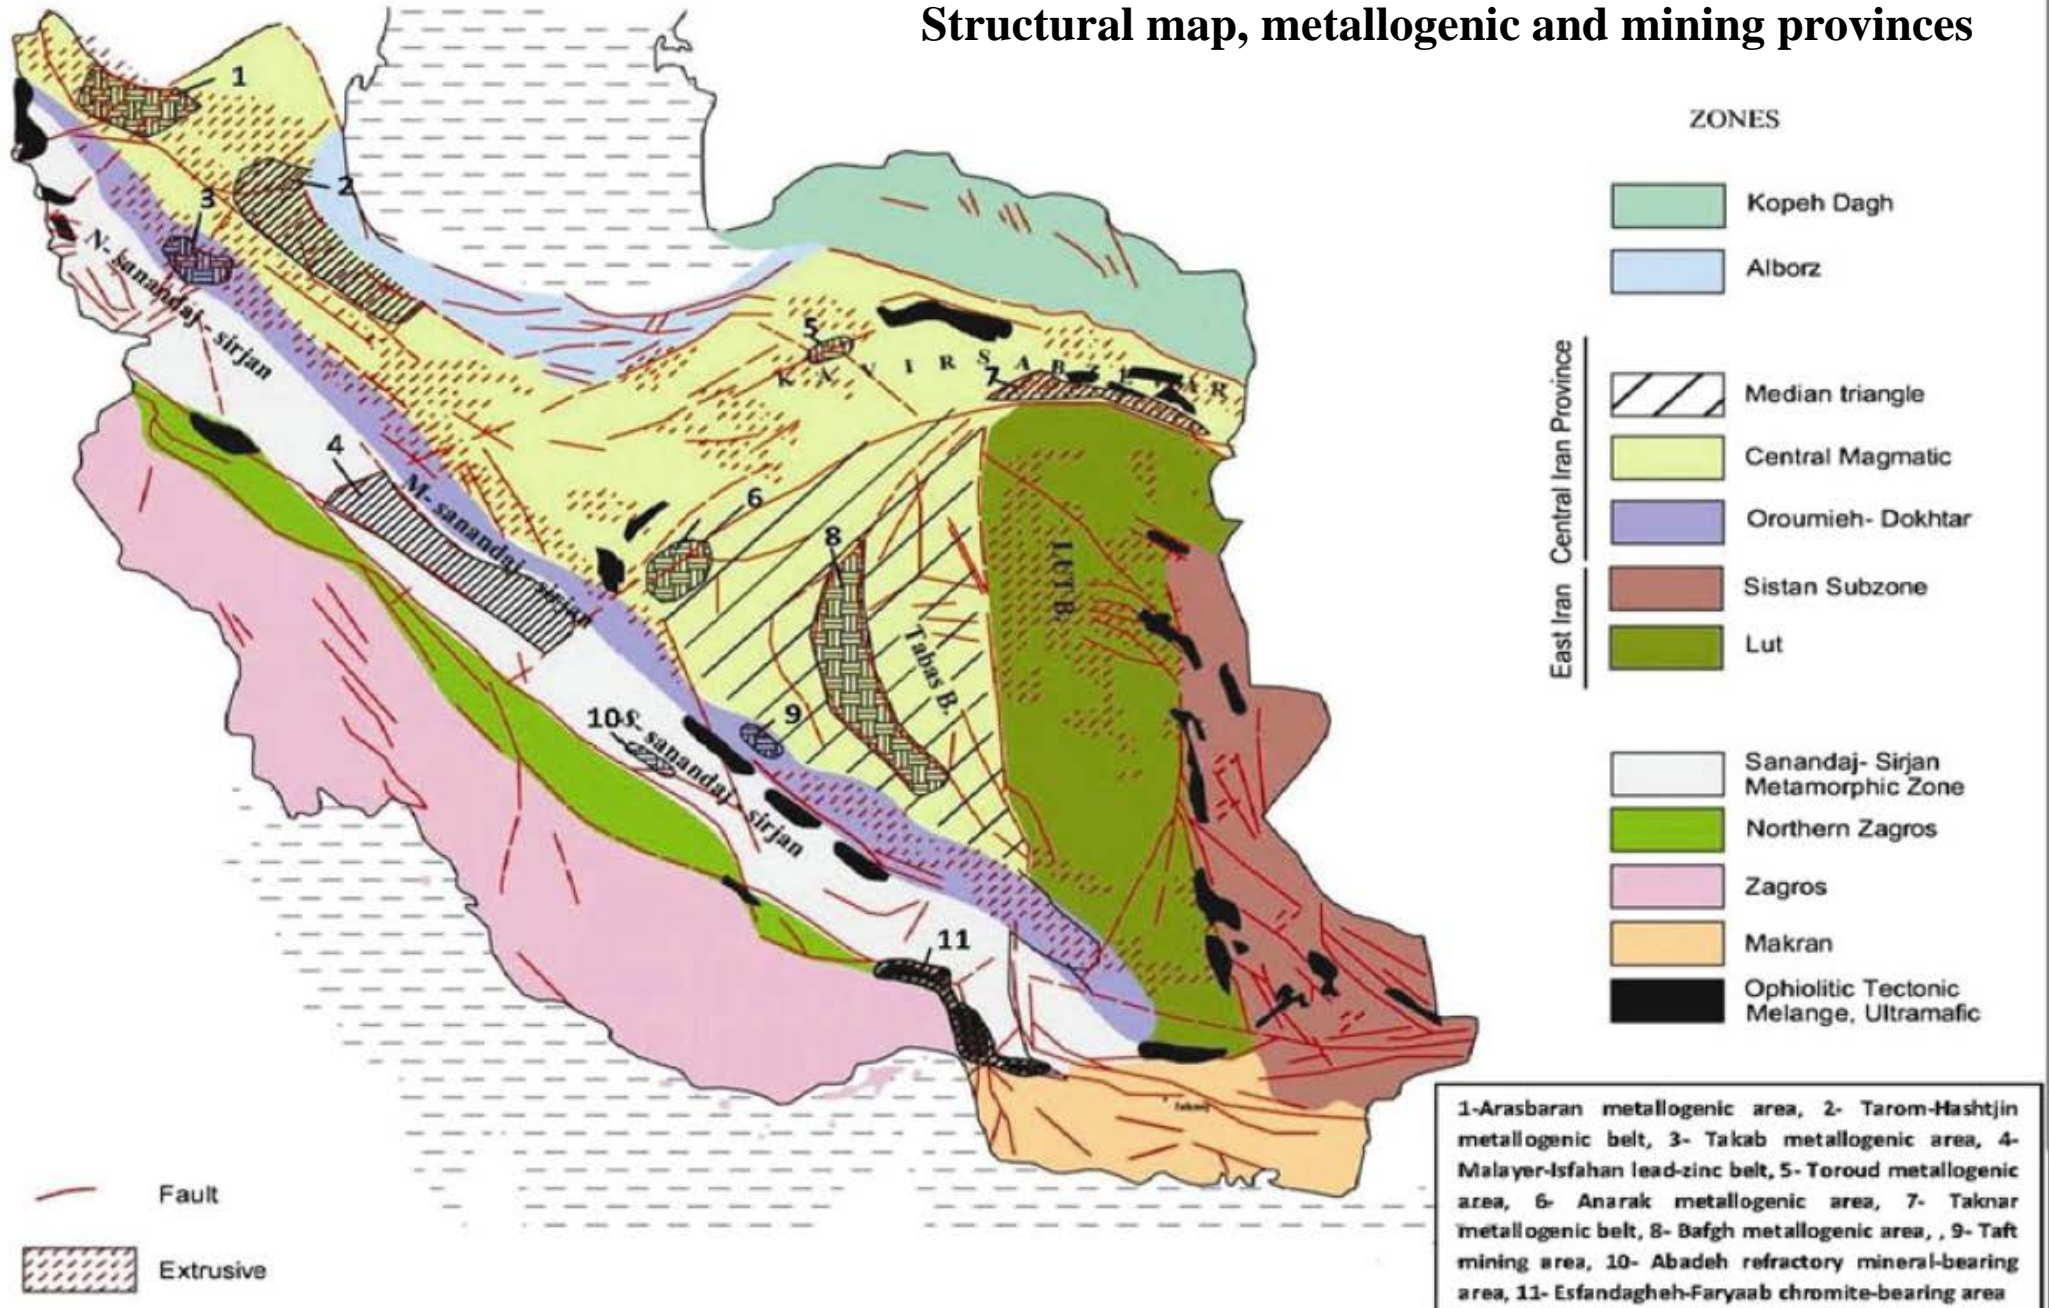 Structural map, metallogenic and mining provinces
1
2
3
N- sanandaj - sirjan
4
M- sanandaj - sirjan
5
K A V I R S A B Z E V A R
7
6
8
LUT B.
Tabas B.
9
10
S- sanandaj - sirjan
11
ZONES
Kopeh Dagh
Alborz
Central Iran Province
Median triangle
Central Magmatic
Oroumieh- Dokhtar
East Iran
Sistan Subzone
Lut
Sanandaj- Sirjan
Metamorphic Zone
Northern Zagros
Zagros
Makran
Ophiolitic Tectonic
Melange, Ultramafic
Fault
Extrusive
1-Arasbaran metallogenic area, 2- Tarom-Hashtjin
metallogenic belt, 3- Takab metallogenic area, 4-
Malayer-Isfahan lead-zinc belt, 5- Toroud metallogenic
area, 6- Anarak metallogenic area, 7- Taknar
metallogenic belt, 8- Bafgh metallogenic area, , 9- Taft
mining area, 10- Abadeh refractory mineral-bearing
area, 11- Esfandagheh-Faryaab chromite-bearing area